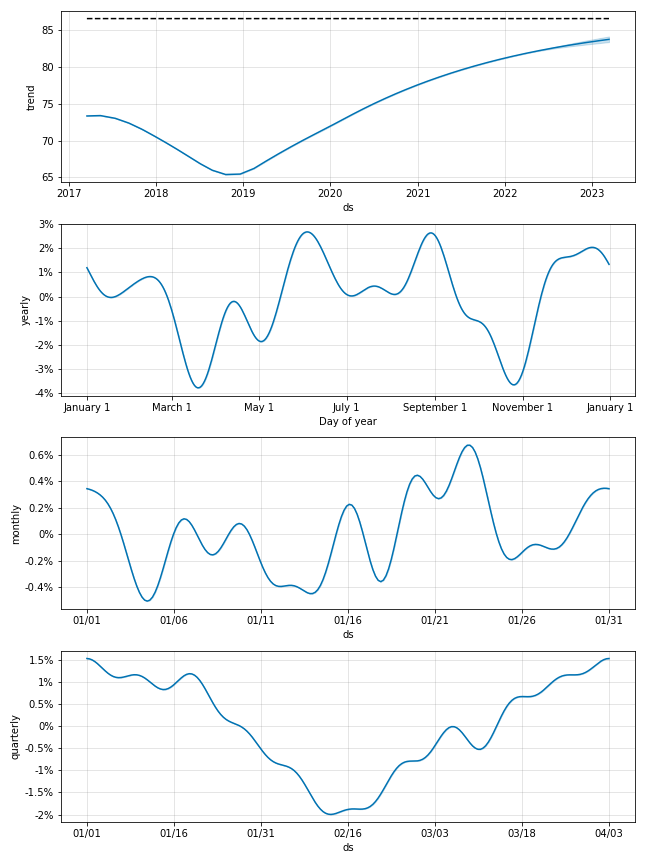 trend
85
80
75
70
65
2017 2018 2019 2020 2021 2022 2023
ds
yearly
3%
2%
1%
0%
-1%
-2%
-3%
-4%
January 1 March 1 May 1 July 1 September 1 November 1 January 1
Day of year
monthly
0.6%
0.4%
0.2%
0%
-0.2%
-0.4%
01/01 01/06 01/11 01/16 01/21 01/26 01/31
ds
quarterly
1.5%
1%
0.5%
0%
-0.5%
-1%
-1.5%
-2%
01/01 01/16 01/31 02/16 03/03 03/18 04/03
ds